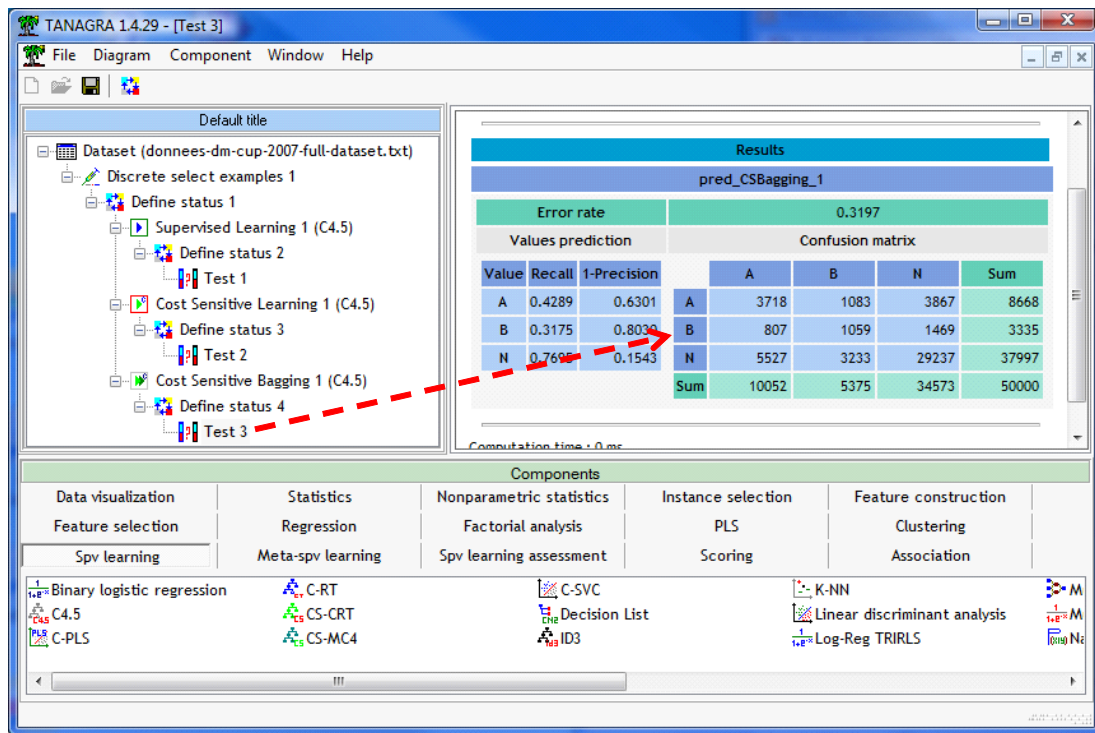 TANAGRA 1.4.29 - [Test 3]
File Diagram Component Window Help
Default title
Dataset (donnees-dm-cup-2007-full-dataset.txt)
Discrete select examples 1
Define status 1
Supervised Learning 1 (C4.5)
Define status 2
Test 1
Cost Sensitive Learning 1 (C4.5)
Define status 3
Test 2
Cost Sensitive Bagging 1 (C4.5)
Define status 4
Test 3
Results
pred_CSBagging_1
Error rate 0.3197
Values prediction Confusion matrix
Value Recall 1-Precision A B N Sum
A 0.4289 0.6301 A 3718 1083 3867 8668
B 0.3175 0.8030 B 807 1059 1469 3335
N 0.7695 0.1543 N 5527 3233 29237 37997
Sum 10052 5375 34573 50000
Computation time : 0 ms.
Components
Data visualization Statistics Nonparametric statistics Instance selection Feature construction
Feature selection Regression Factorial analysis PLS Clustering
Spv learning Meta-spv learning Spv learning assessment Scoring Association
Binary logistic regression C-RT C-SVC K-NN M
C4.5 CS-CRT Decision List Linear discriminant analysis M
C-PLS CS-MC4 ID3 Log-Reg TRIRLS Na